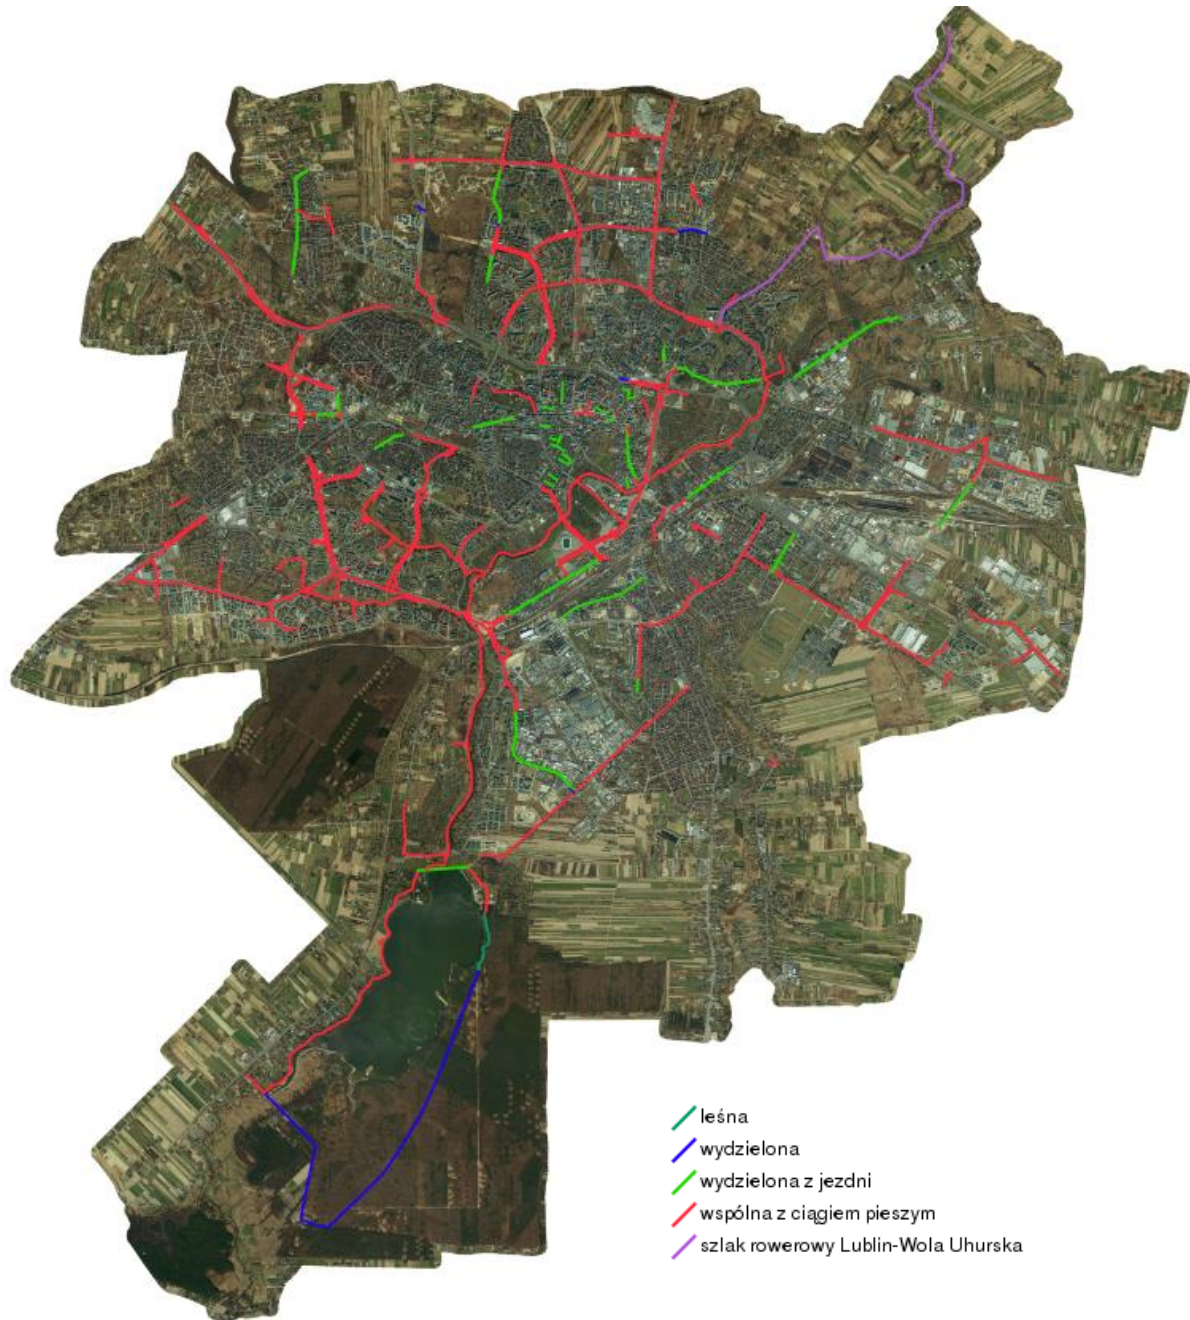 leśna
wydzielona
wydzielona z jezdni
wspólna z ciągiem pieszym
szlak rowerowy Lublin-Wola Uhurska